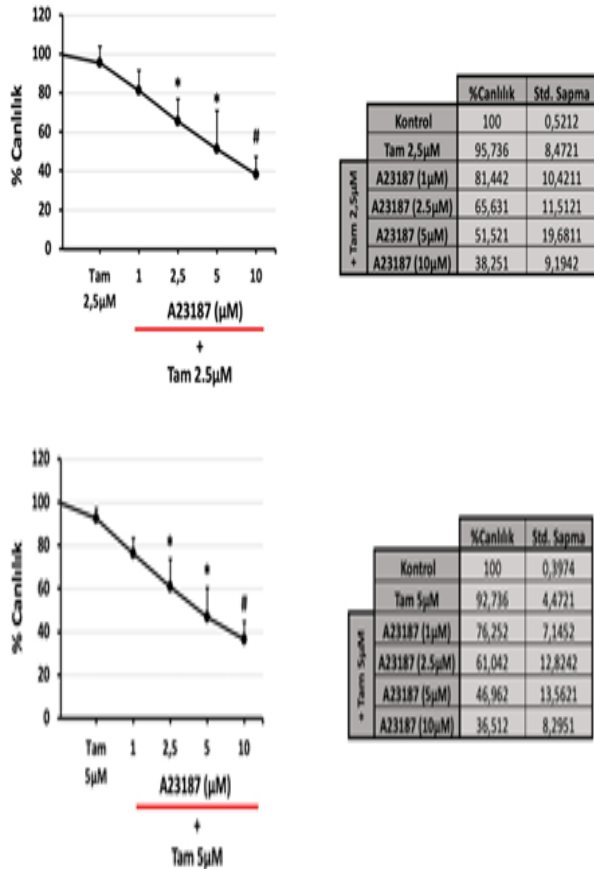 120
100
80
60
40
20
0
% Canlılık
*
*
#
Tam 2,5µM
1
2,5
5
10
A23187 (µM)
+
Tam 2.5µM
%Canlılık Std. Sapma
Kontrol 100 0,5212
Tam 2,5µM 95,736 8,4721
+ Tam 2,5µM
A23187 (1µM) 81,442 10,4211
A23187 (2.5µM) 65,631 11,5121
A23187 (5µM) 51,521 19,6811
A23187 (10µM) 38,251 9,1942
120
100
80
60
40
20
0
% Canlılık
*
*
#
Tam 5µM
1
2,5
5
10
A23187 (µM)
+
Tam 5µM
%Canlılık Std. Sapma
Kontrol 100 0,3974
Tam 5µM 92,736 4,4721
+ Tam 5µM
A23187 (1µM) 76,252 7,1452
A23187 (2.5µM) 61,042 12,8242
A23187 (5µM) 46,962 13,5621
A23187 (10µM) 36,512 8,2951